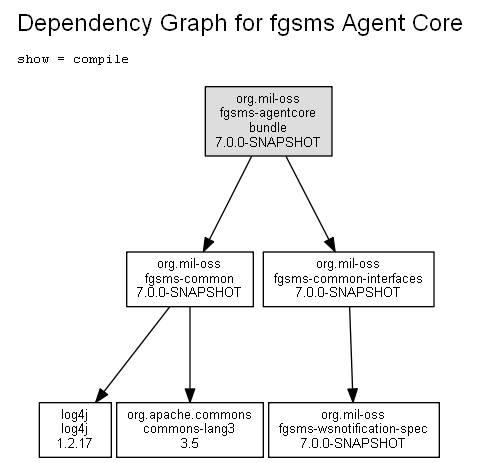 Dependency Graph for fgsms Agent Core
show = compile
org.mil-oss
fgsms-agentcore
bundle
7.0.0-SNAPSHOT
org.mil-oss
fgsms-common
7.0.0-SNAPSHOT
org.mil-oss
fgsms-common-interfaces
7.0.0-SNAPSHOT
log4j
log4j
1.2.17
org.apache.commons
commons-lang3
3.5
org.mil-oss
fgsms-wsnotification-spec
7.0.0-SNAPSHOT